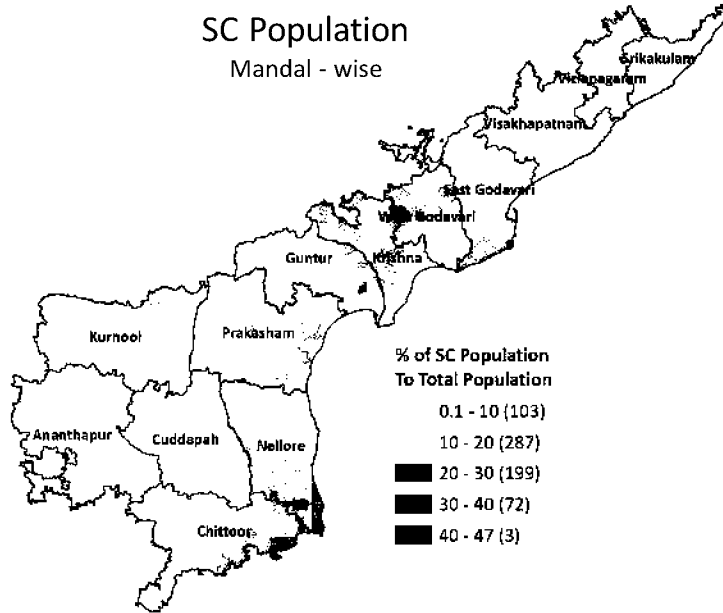 SC Population
Mandal - wise
Srikakulam
Vizianagaram
Visakhapatnam
East Godavari
West Godavari
Guntur
Krishna
Kurnool
Prakasham
Ananthapur
Cuddapah
Nellore
Chittoor
% of SC Population
To Total Population
0.1 - 10 (103)
10 - 20 (287)
20 - 30 (199)
30 - 40 (72)
40 - 47 (3)